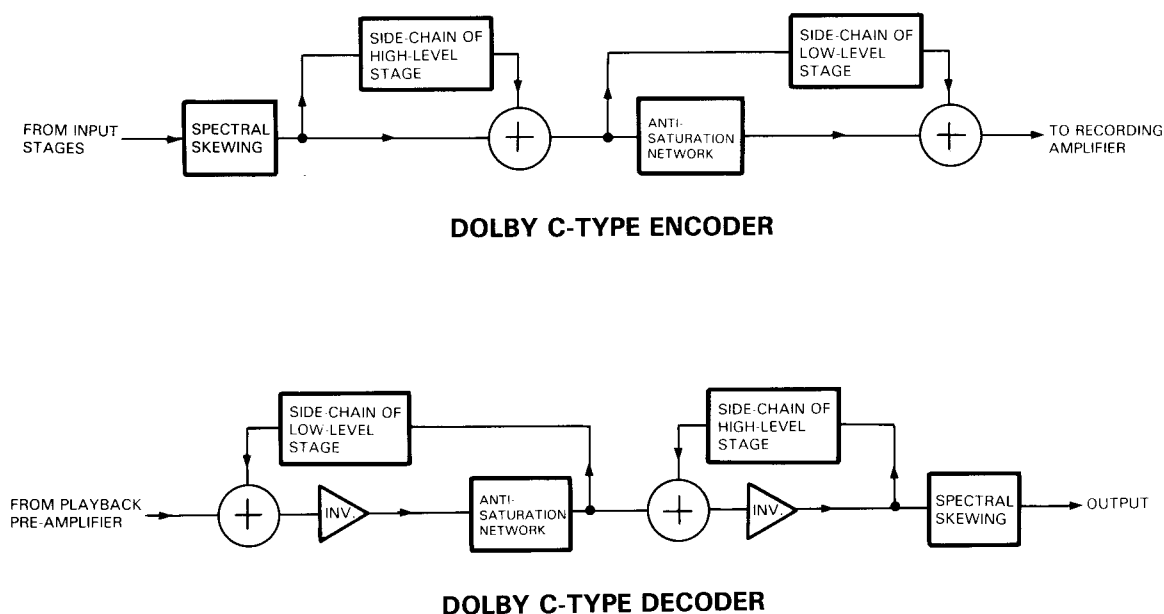 SIDE-CHAIN OF
HIGH-LEVEL
STAGE
SIDE-CHAIN OF
LOW-LEVEL
STAGE
FROM INPUT
STAGES
SPECTRAL
SKEWING
+
ANTI-
SATURATION
NETWORK
+
TO RECORDING
AMPLIFIER
DOLBY C-TYPE ENCODER
SIDE-CHAIN OF
LOW-LEVEL
STAGE
SIDE-CHAIN OF
HIGH-LEVEL
STAGE
FROM PLAYBACK
PRE-AMPLIFIER
+
INV.
ANTI-
SATURATION
NETWORK
+
INV.
SPECTRAL
SKEWING
OUTPUT
DOLBY C-TYPE DECODER